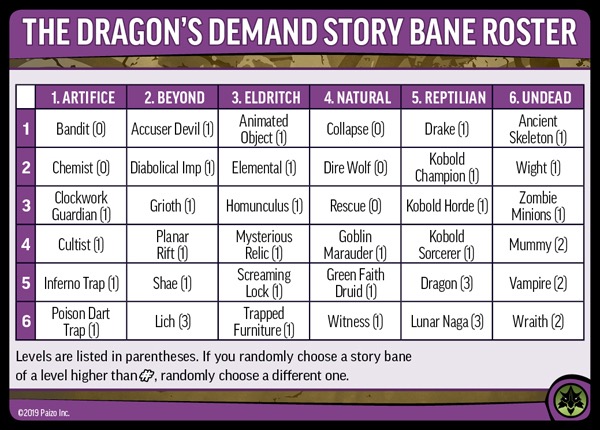 THE DRAGON'S DEMAND STORY BANE ROSTER
1. ARTIFICE 2. BEYOND 3. ELDRITCH 4. NATURAL 5. REPTILIAN 6. UNDEAD
1 Bandit (0) Accuser Devil (1) Animated Object (1) Collapse (0) Drake (1) Ancient Skeleton (1)
2 Chemist (0) Diabolical Imp (1) Elemental (1) Dire Wolf (0) Kobold Champion (1) Wight (1)
3 Clockwork Guardian (1) Grioth (1) Homunculus (1) Rescue (0) Kobold Horde (1) Zombie Minions (1)
4 Cultist (1) Planar Rift (1) Mysterious Relic (1) Goblin Marauder (1) Kobold Sorcerer (1) Mummy (2)
5 Inferno Trap (1) Shae (1) Screaming Lock (1) Green Faith Druid (1) Dragon (3) Vampire (2)
6 Poison Dart Trap (1) Lich (3) Trapped Furniture (1) Witness (1) Lunar Naga (3) Wraith (2)
Levels are listed in parentheses. If you randomly choose a story bane
of a level higher than #, randomly choose a different one.
©2019 Paizo Inc.